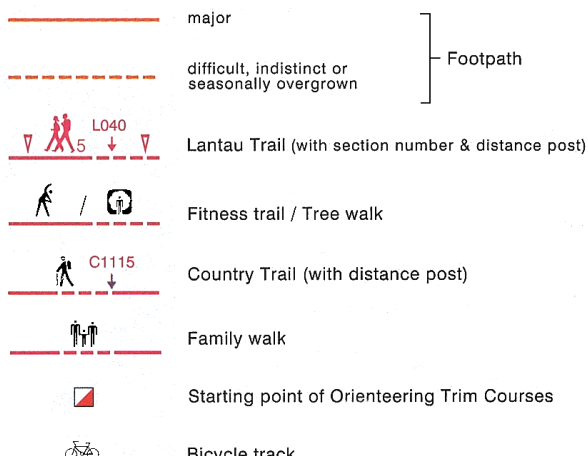 major
Footpath
difficult, indistinct or
seasonally overgrown
L040
5
Lantau Trail (with section number & distance post)
/
Fitness trail / Tree walk
C1115
Country Trail (with distance post)
Family walk
Starting point of Orienteering Trim Courses
Bicycle track